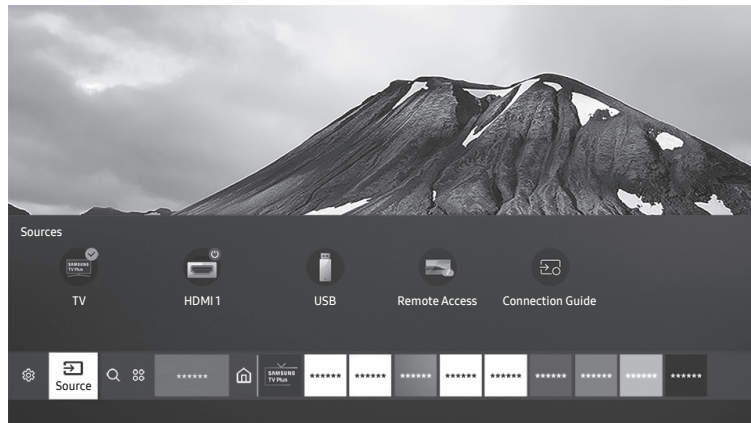 Sources
SAMSUNG
TV Plus
TV
HDMI 1
USB
Remote Access
Connection Guide
Source
******
SAMSUNG
TV Plus
******
******
******
******
******
******
******
******
******